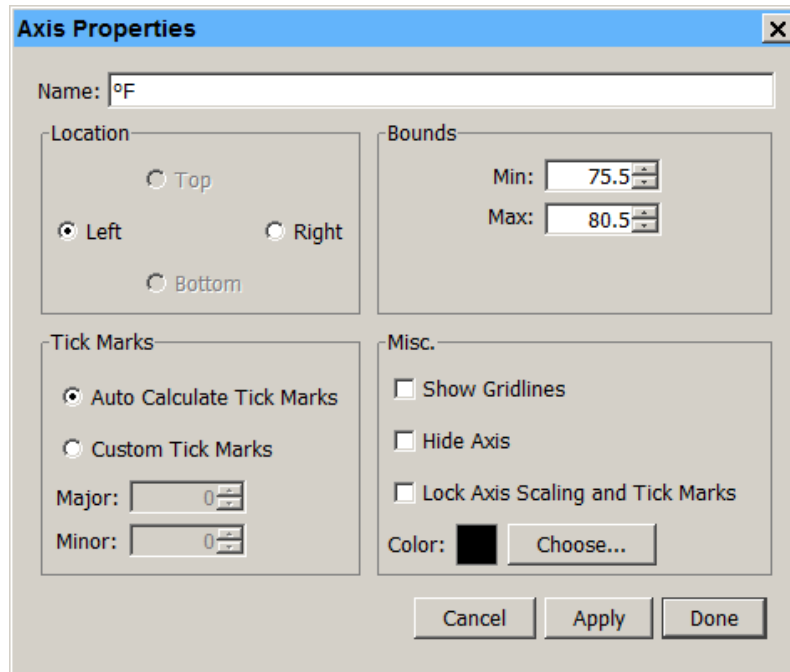 Axis Properties
Name: ºF
Location
Top
Left
Right
Bottom
Bounds
Min: 75.5
Max: 80.5
Tick Marks
Auto Calculate Tick Marks
Custom Tick Marks
Major: 0
Minor: 0
Misc.
Show Gridlines
Hide Axis
Lock Axis Scaling and Tick Marks
Color: Choose...
Cancel Apply Done